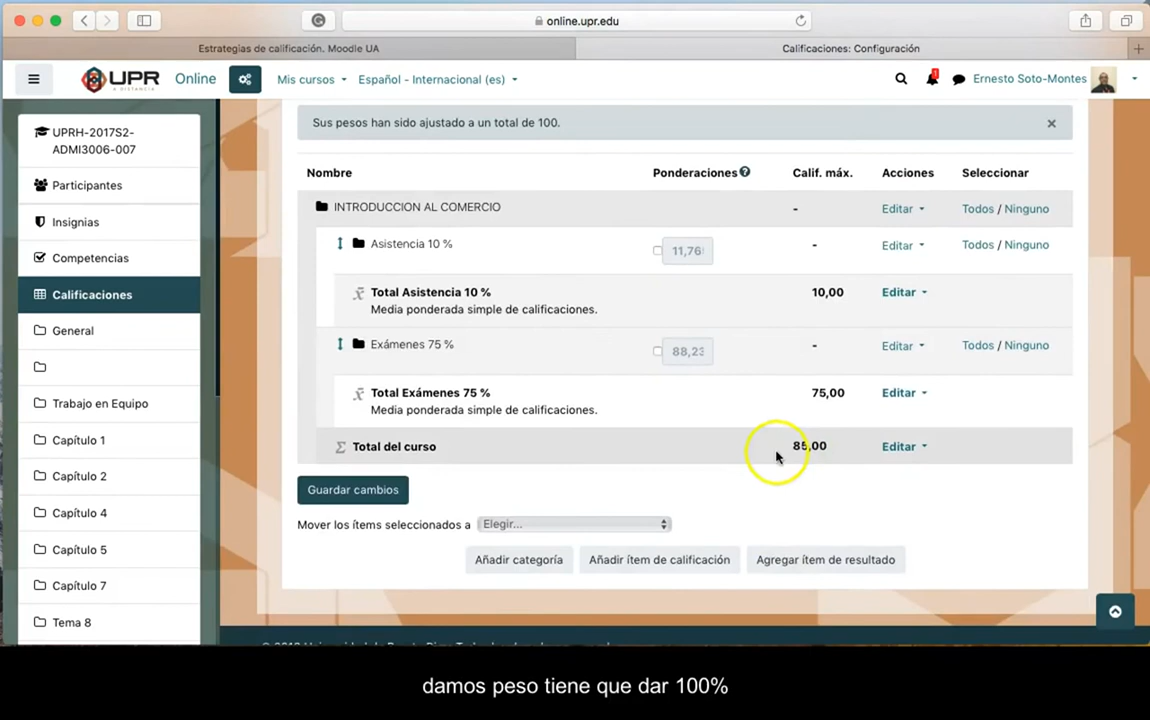 online.upr.edu
Estrategias de calificación. Moodle UA
Calificaciones: Configuración
UPR
A DISTANCIA
Online
Mis cursos
Español - Internacional (es)
1
Ernesto Soto-Montes
UPRH-2017S2-
ADMI3006-007
Participantes
Insignias
Competencias
Calificaciones
General
Trabajo en Equipo
Capítulo 1
Capítulo 2
Capítulo 4
Capítulo 5
Capítulo 7
Tema 8
Sus pesos han sido ajustado a un total de 100.
Nombre Ponderaciones Calif. máx. Acciones Seleccionar
INTRODUCCION AL COMERCIO - Editar Todos / Ninguno
Asistencia 10 % 11,76 - Editar Todos / Ninguno
Total Asistencia 10 % 10,00 Editar
Media ponderada simple de calificaciones.
Exámenes 75 % 88,23 - Editar Todos / Ninguno
Total Exámenes 75 % 75,00 Editar
Media ponderada simple de calificaciones.
Total del curso 85,00 Editar
Guardar cambios
Mover los ítems seleccionados a Elegir...
Añadir categoría Añadir ítem de calificación Agregar ítem de resultado
damos peso tiene que dar 100%